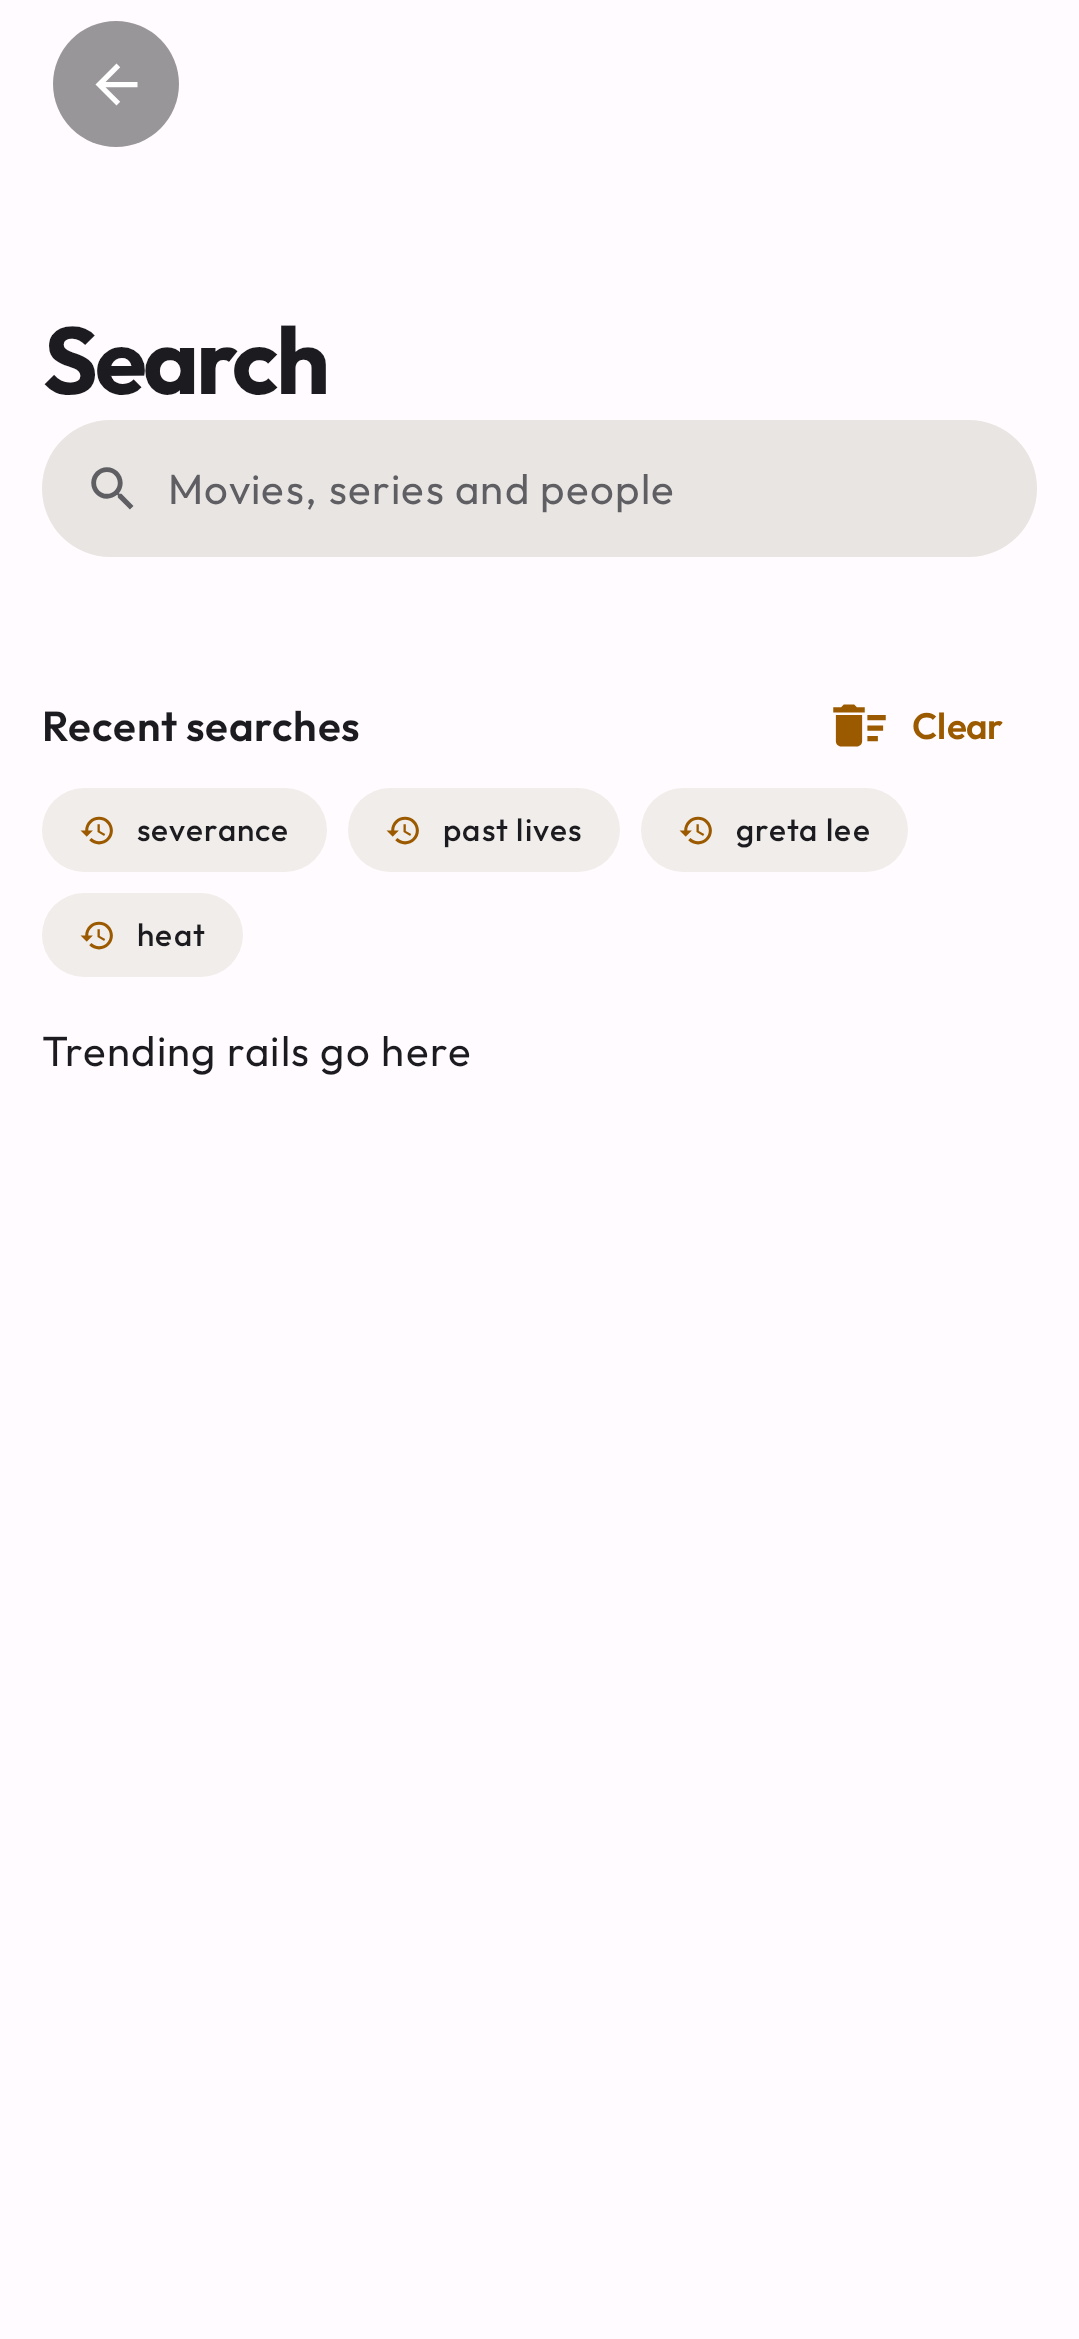 Search
Movies, series and people
Recent searches
Clear
severance
past lives
greta lee
heat
Trending rails go here